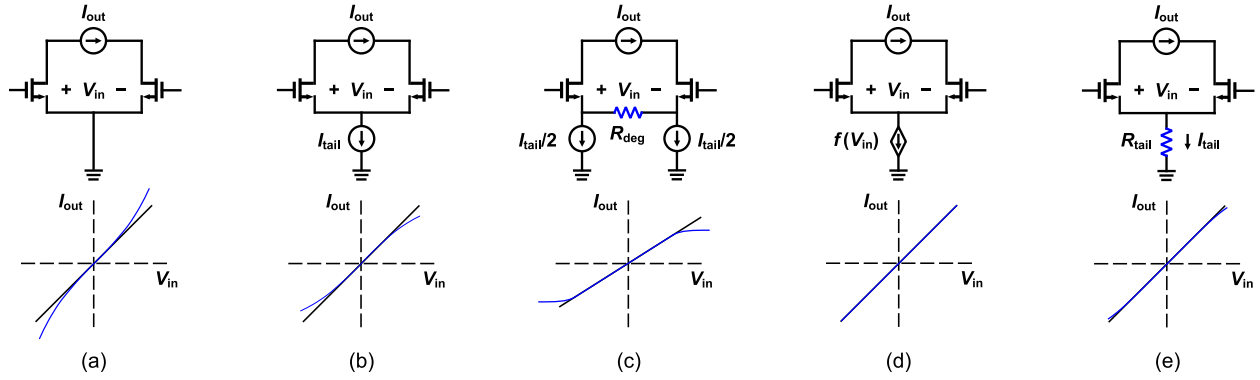 Iout
+ Vin −
Iout
Vin
(a)
Iout
+ Vin −
Itail
Iout
Vin
(b)
Iout
+ Vin −
Itail/2
Rdeg
Itail/2
Iout
Vin
(c)
Iout
+ Vin −
f(Vin)
Iout
Vin
(d)
Iout
+ Vin −
Rtail
Itail
Iout
Vin
(e)